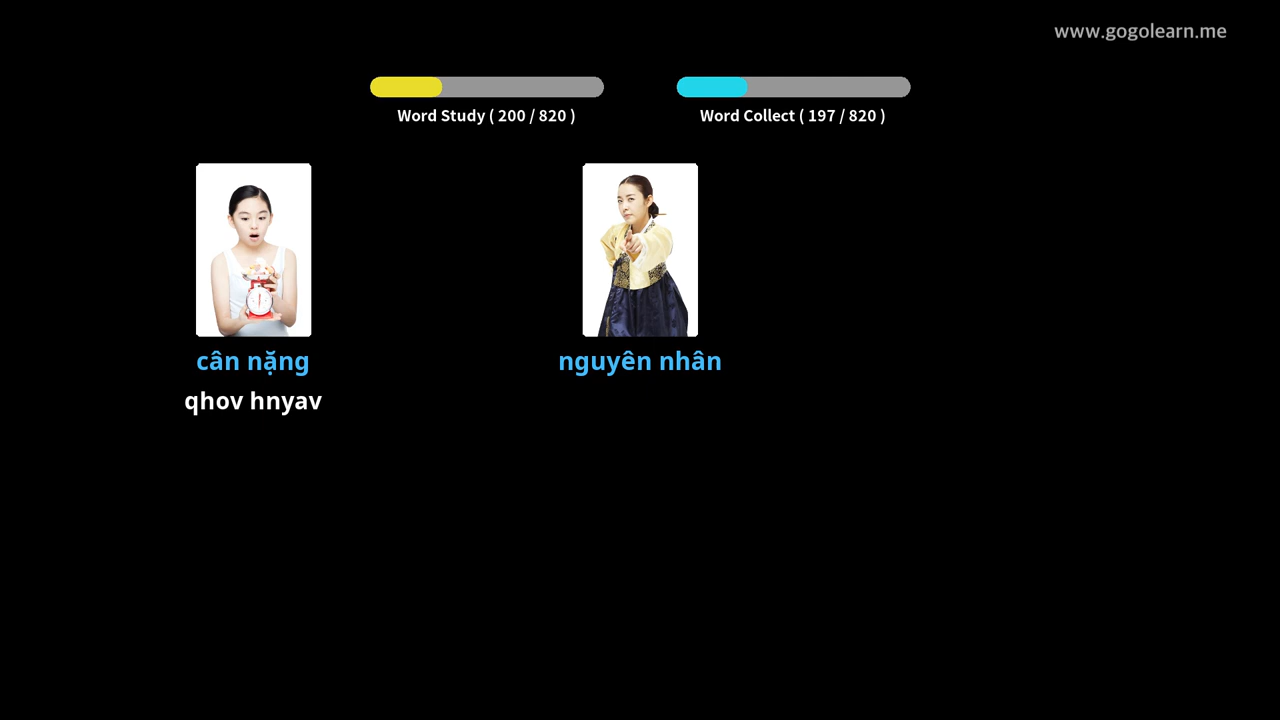 www.gogolearn.me
Word Study ( 200 / 820 )
Word Collect ( 197 / 820 )
cân nặng
nguyên nhân
qhov hnyav